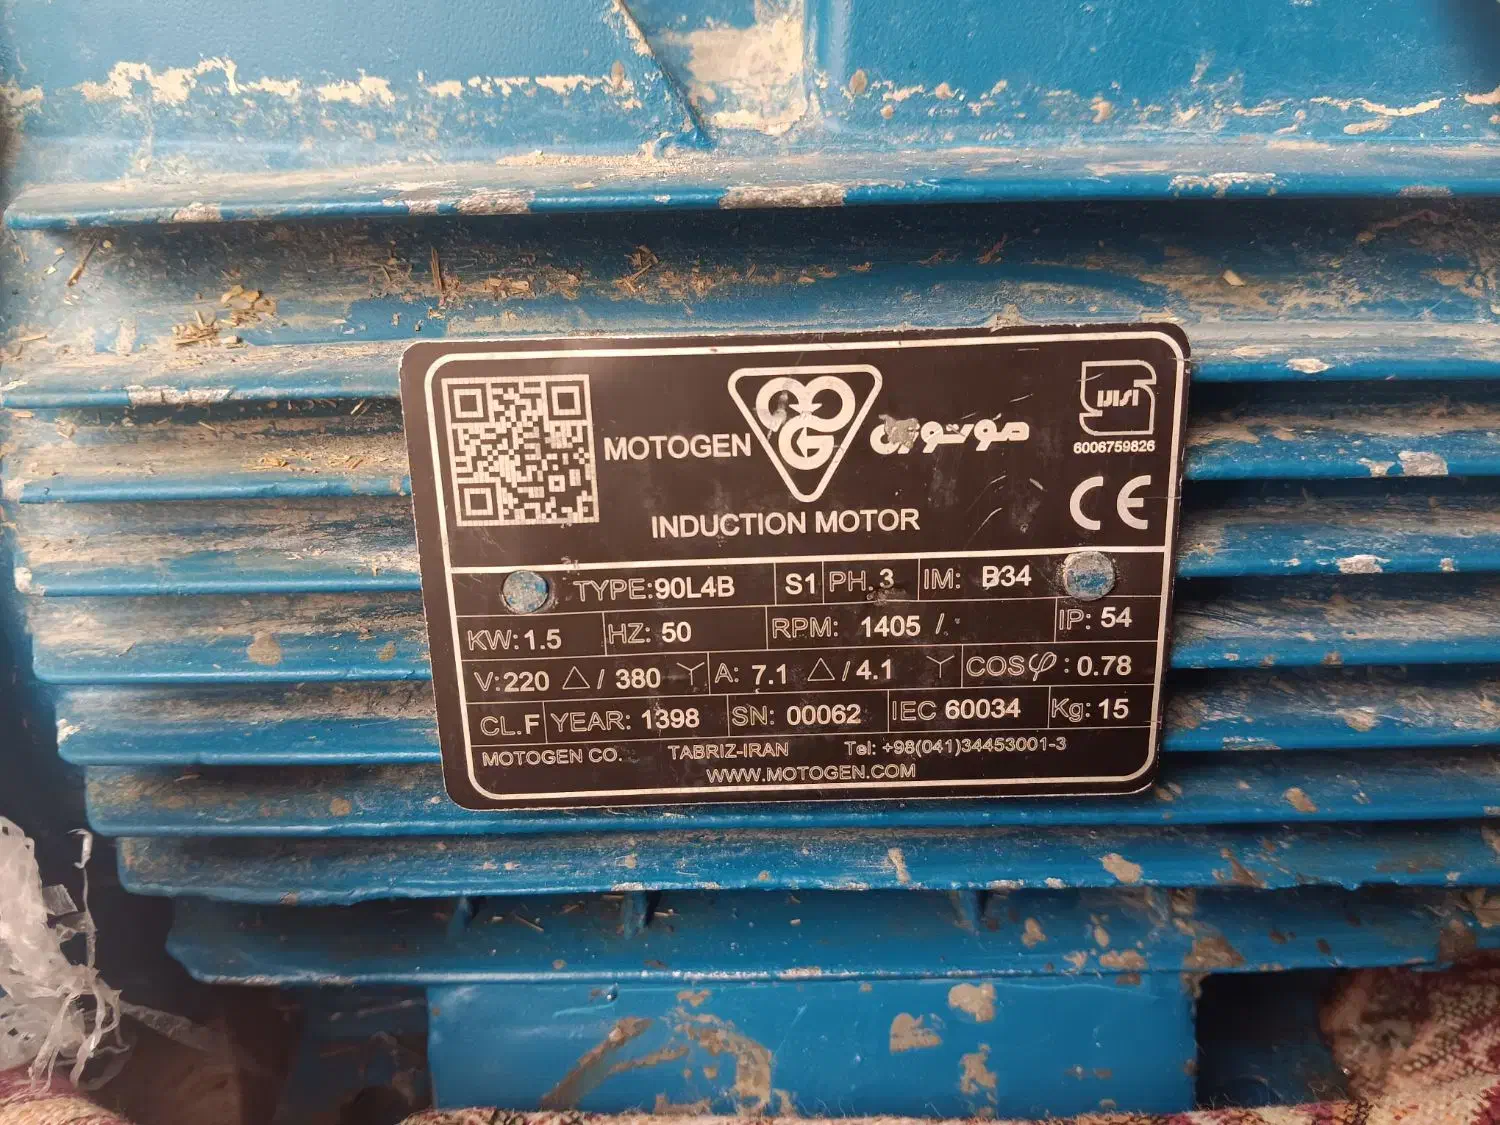 MOTOGEN موتوژن
استاندارد
6006759826
CE
INDUCTION MOTOR
TYPE:90L4B S1 PH.3 IM: B34
KW:1.5 HZ: 50 RPM: 1405 / IP: 54
V:220 △/ 380 Y A: 7.1 △/4.1 Y COSφ:0.78
CL.F YEAR: 1398 SN: 00062 IEC 60034 Kg:15
MOTOGEN CO. TABRIZ-IRAN Tel: +98(041)34453001-3
WWW.MOTOGEN.COM